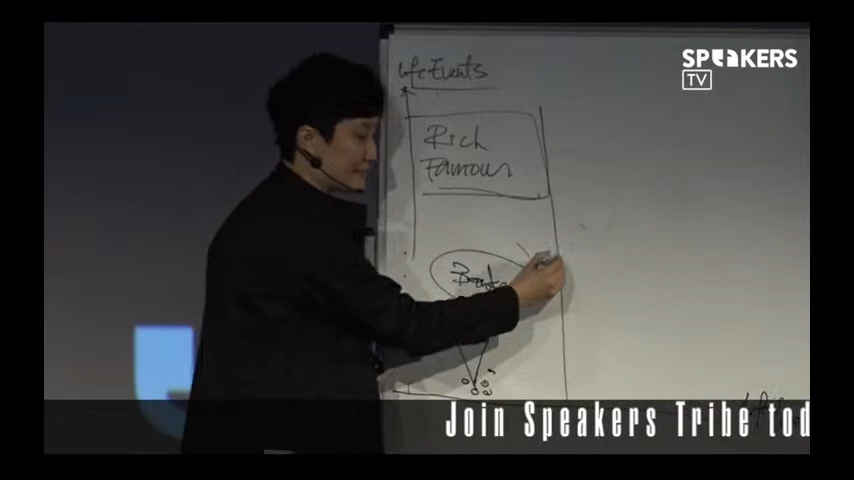 SPEAKERS
TV
Life Events
Rich
Famous
Join Speakers Tribe tod